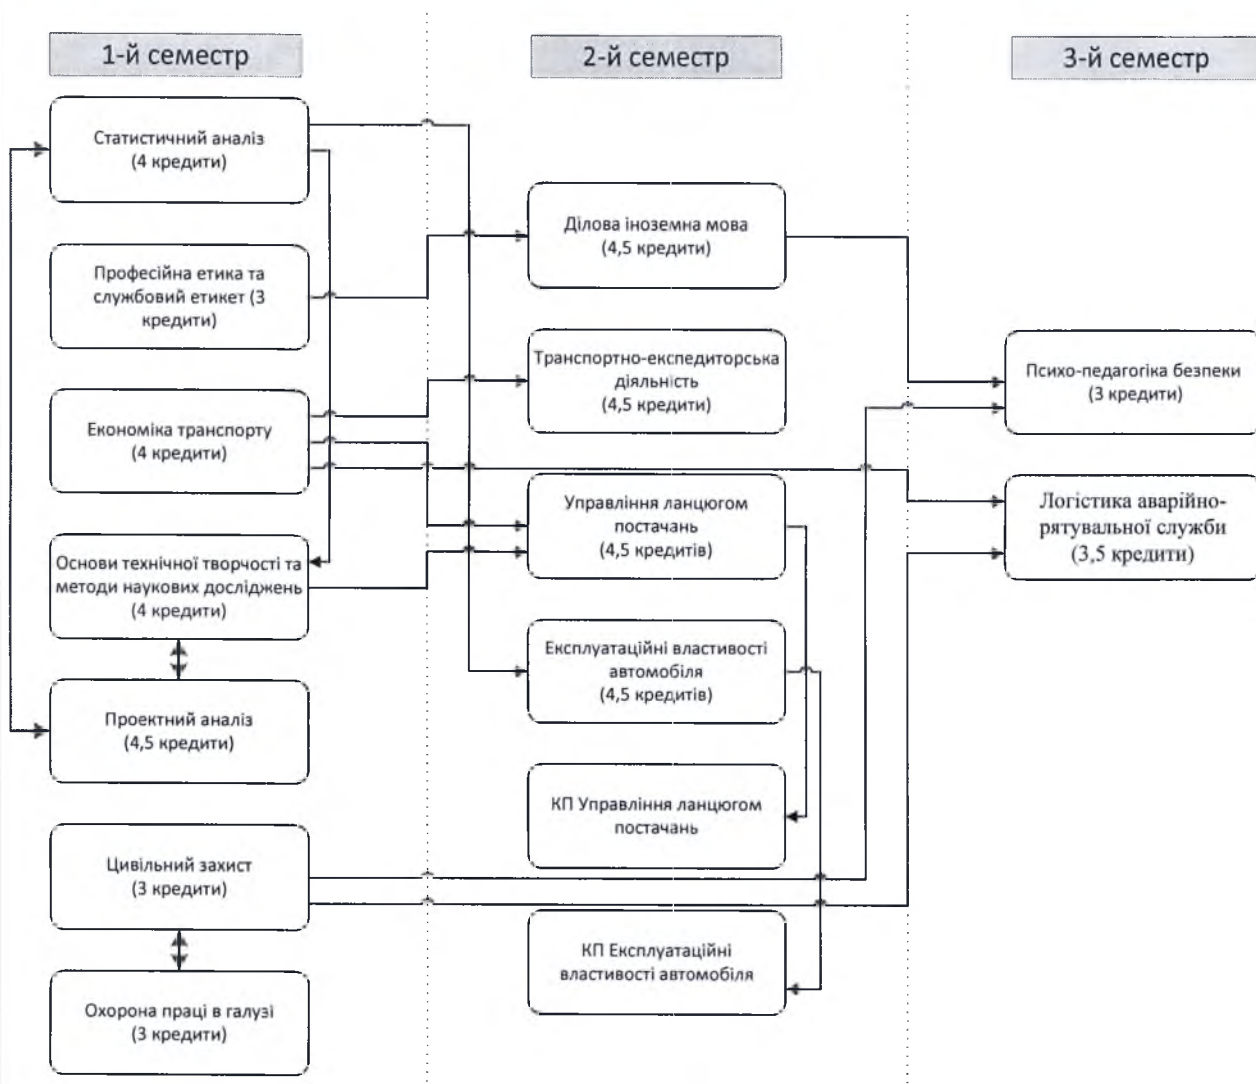 1-й семестр
Статистичний аналіз
(4 кредити)
Професійна етика та
службовий етикет (3
кредити)
Економіка транспорту
(4 кредити)
Основи технічної творчості та
методи наукових досліджень
(4 кредити)
Проектний аналіз
(4,5 кредити)
Цивільний захист
(3 кредити)
Охорона праці в галузі
(3 кредити)
2-й семестр
Ділова іноземна мова
(4,5 кредити)
Транспортно-експедиторська
діяльність
(4,5 кредити)
Управління ланцюгом
постачань
(4,5 кредитів)
Експлуатаційні властивості
автомобіля
(4,5 кредитів)
КП Управління ланцюгом
постачань
КП Експлуатаційні
властивості автомобіля
3-й семестр
Психо-педагогіка безпеки
(3 кредити)
Логістика аварійно-
рятувальної служби
(3,5 кредити)